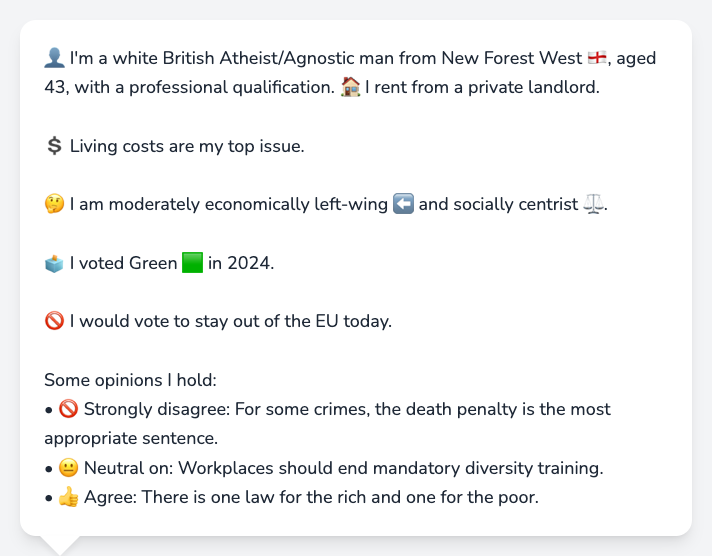 👤 I'm a white British Atheist/Agnostic man from New Forest West 🏴󠁧󠁢󠁥󠁮󠁧󠁿, aged
43, with a professional qualification. 🏠 I rent from a private landlord.
💲 Living costs are my top issue.
🤔 I am moderately economically left-wing ⬅️ and socially centrist ⚖️.
🗳️ I voted Green 🟩 in 2024.
🚫 I would vote to stay out of the EU today.
Some opinions I hold:
• 🚫 Strongly disagree: For some crimes, the death penalty is the most
appropriate sentence.
• 😐 Neutral on: Workplaces should end mandatory diversity training.
• 👍 Agree: There is one law for the rich and one for the poor.